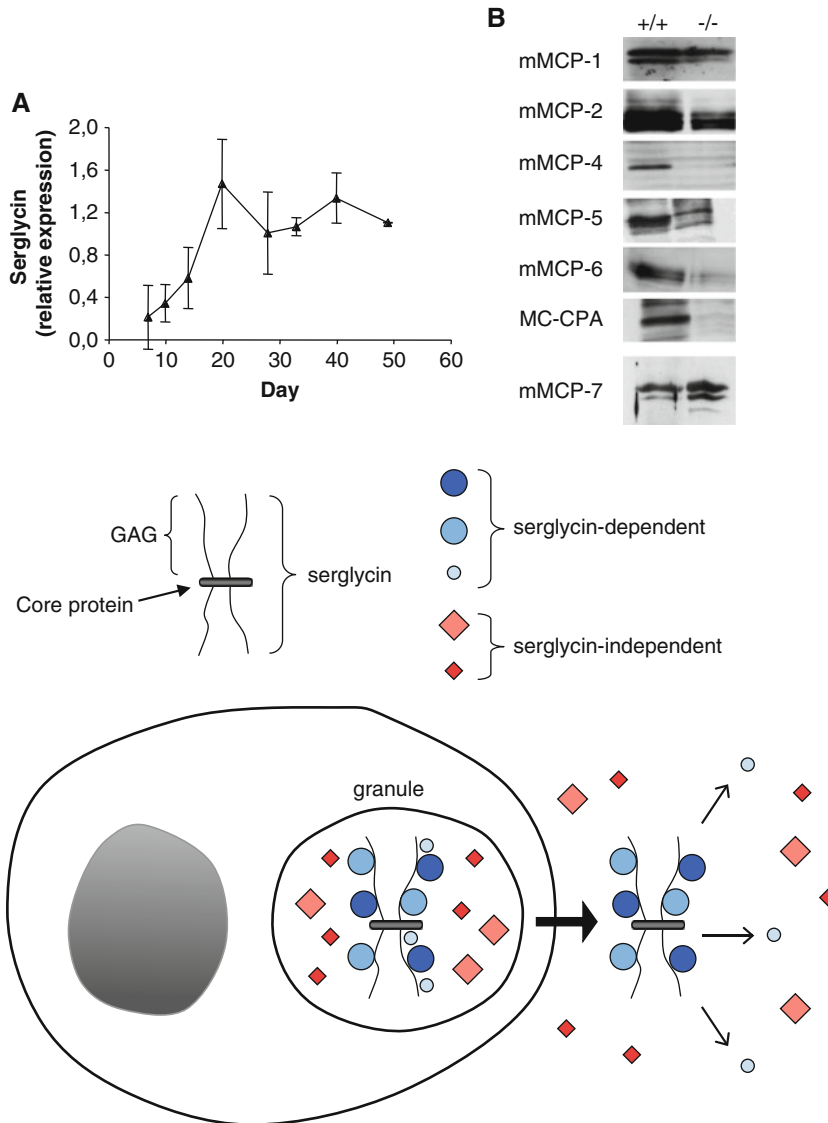 A
Serglycin
(relative expression)
2,0
1,6
1,2
0,8
0,4
0,0
0 10 20 30 40 50 60
Day
B
+/+ -/-
mMCP-1
mMCP-2
mMCP-4
mMCP-5
mMCP-6
MC-CPA
mMCP-7
GAG
Core protein
serglycin
serglycin-dependent
serglycin-independent
granule